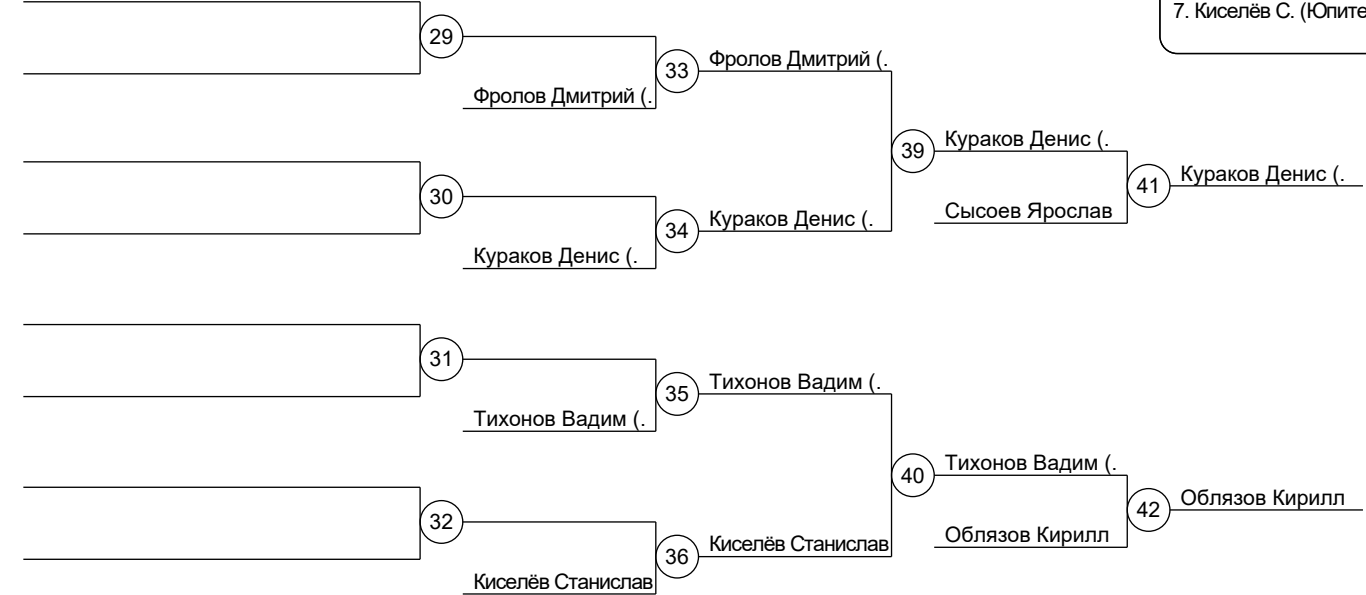 7. Киселёв С. (Юпите
29
33
Фролов Дмитрий (.
Фролов Дмитрий (.
39
Кураков Денис (.
41
Кураков Денис (.
30
34
Кураков Денис (.
Сысоев Ярослав
Кураков Денис (.
31
35
Тихонов Вадим (.
Тихонов Вадим (.
40
Тихонов Вадим (.
42
Облязов Кирилл
32
36
Киселёв Станислав
Облязов Кирилл
Киселёв Станислав